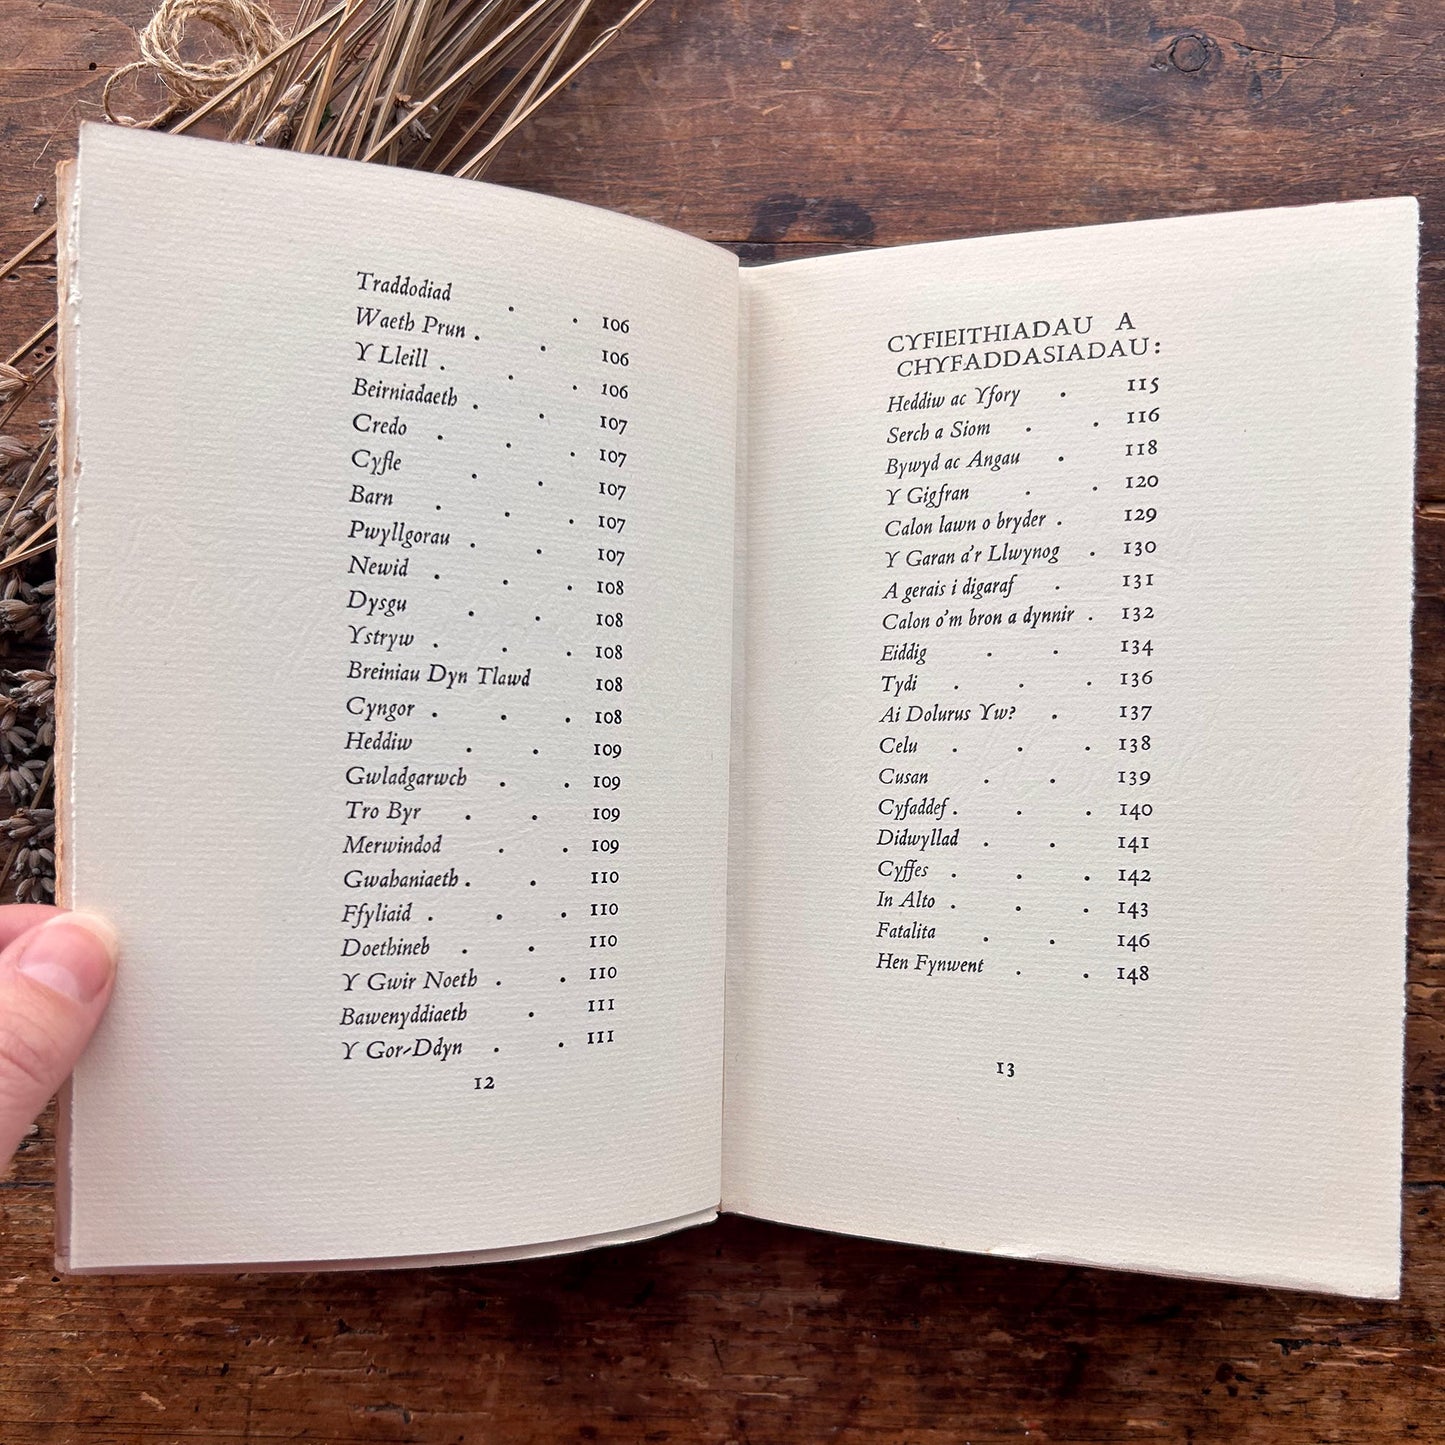 Traddodiad . . 106
Waeth Prun . . 106
Y Lleill . . . 106
Beirniadaeth . . 107
Credo . . . 107
Cyfle . . 107
Barn . . . 107
Pwyllgorau . . 107
Newid . . . 108
Dysgu . . 108
Ystryw . . . 108
Breiniau Dyn Tlawd 108
Cyngor . . . 108
Heddiw . . 109
Gwladgarwch . . 109
Tro Byr . . 109
Merwindod . . 109
Gwahaniaeth . . 110
Ffyliaid . . . 110
Doethineb . . 110
Y Gwir Noeth . . 110
Bawenyddiaeth . 111
Y Gor-Ddyn . . 111
12
CYFIEITHIADAU A
CHYFADDASIADAU:
Heddiw ac Yfory . 115
Serch a Siom . . 116
Bywyd ac Angau . 118
Y Gigfran . . 120
Calon lawn o bryder . 129
Y Garan a'r Llwynog . 130
A gerais i digaraf . 131
Calon o'm bron a dynnir . 132
Eiddig . . 134
Tydi . . . 136
Ai Dolurus Yw? . 137
Celu . . . 138
Cusan . . 139
Cyfaddef . . . 140
Didwyllad . . 141
Cyffes . . . 142
In Alto . . . 143
Fatalita . . 146
Hen Fynwent . . 148
13